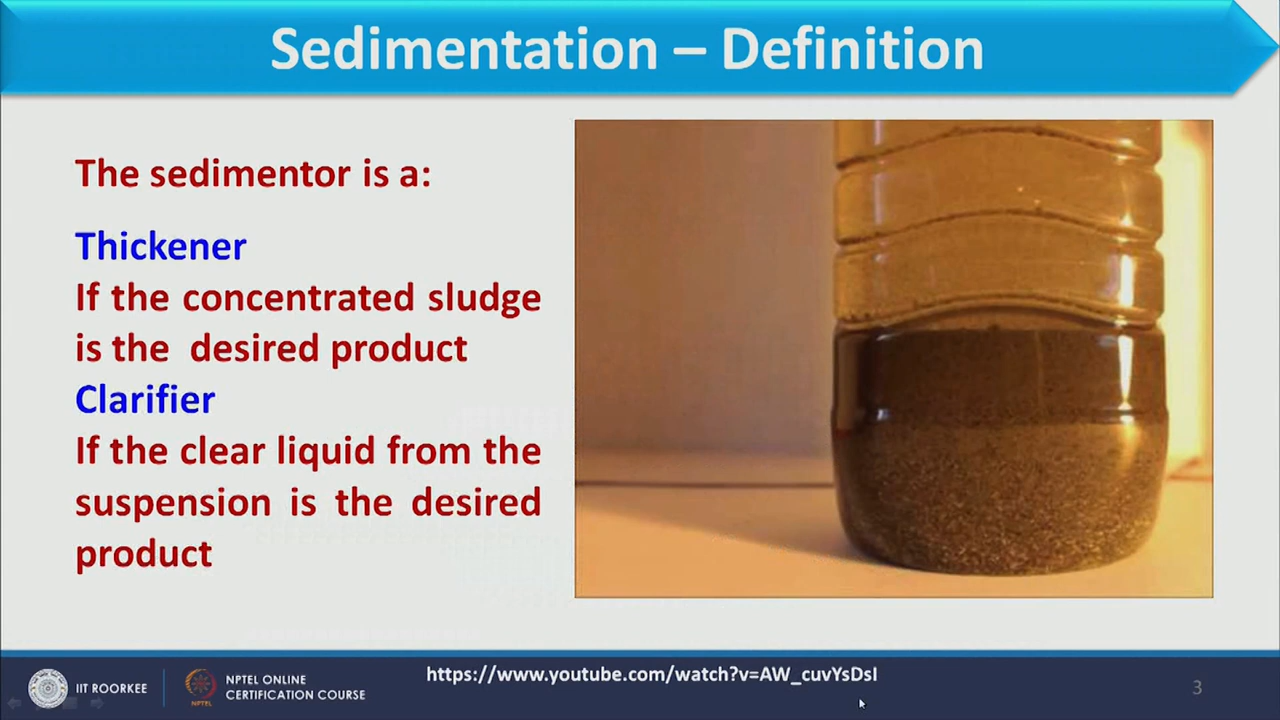 Sedimentation – Definition
The sedimentor is a:
Thickener
If the concentrated sludge
is the desired product
Clarifier
If the clear liquid from the
suspension is the desired
product
https://www.youtube.com/watch?v=AW_cuvYsDsI
IIT ROORKEE
NPTEL
NPTEL ONLINE
CERTIFICATION COURSE
3